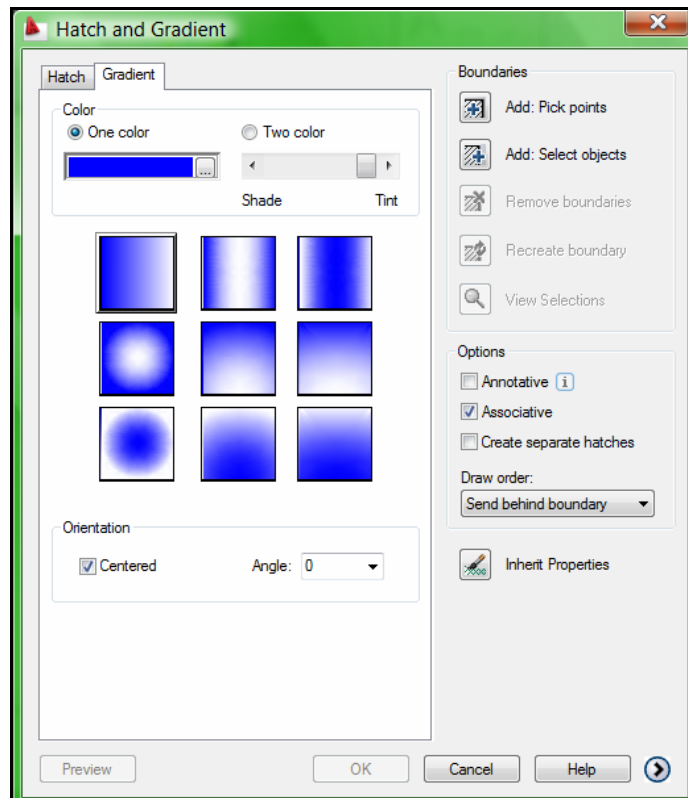 Hatch and Gradient
Hatch
Gradient
Color
One color
Two color
...
Shade
Tint
Orientation
Centered
Angle: 0
Boundaries
Add: Pick points
Add: Select objects
Remove boundaries
Recreate boundary
View Selections
Options
Annotative i
Associative
Create separate hatches
Draw order:
Send behind boundary
Inherit Properties
Preview
OK
Cancel
Help